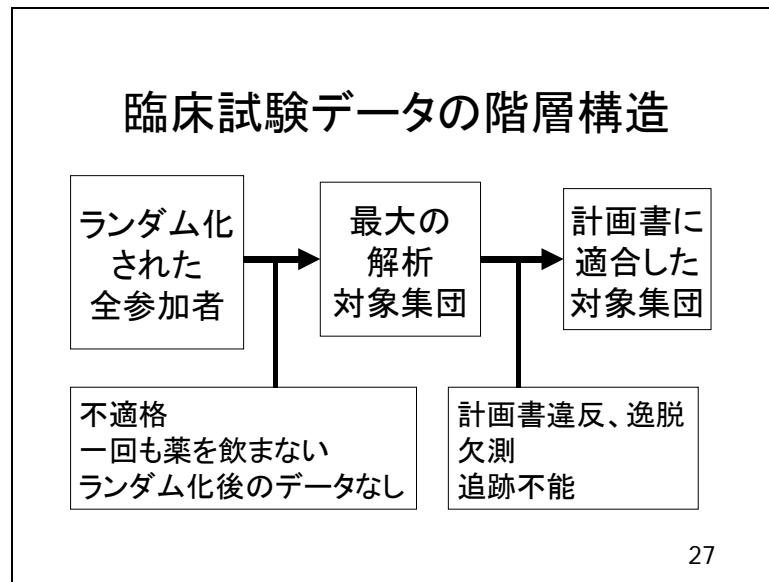 臨床試験データの階層構造
ランダム化
された
全参加者
最大の
解析
対象集団
計画書に
適合した
対象集団
不適格
一回も薬を飲まない
ランダム化後のデータなし
計画書違反、逸脱
欠測
追跡不能
27